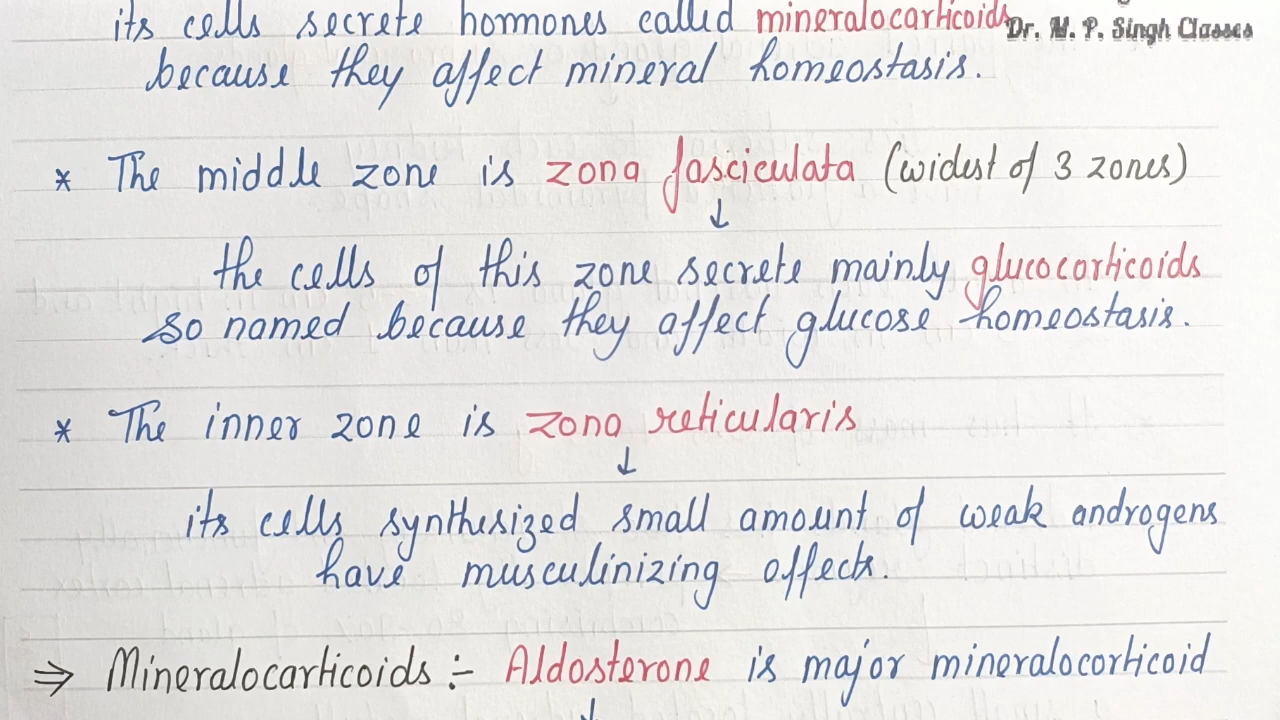 its cells secrete hormones called mineralocarticoids
Dr. M. P. Singh Classes
because they affect mineral homeostasis.
* The middle zone is zona fasciculata (widest of 3 zones)
↓
the cells of this zone secrete mainly glucocorticoids
so named because they affect glucose homeostasis.
* The inner zone is zona reticularis
↓
its cells synthesized small amount of weak androgens
have musculinizing affects.
⇒ Mineralocarticoids :- Aldosterone is major mineralocorticoid
↓